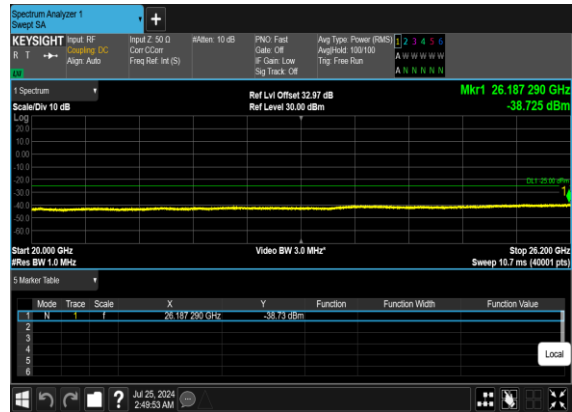 Spectrum Analyzer 1
Swept SA
+
KEYSIGHT Input: RF Input Z: 50 Ω #Atten: 10 dB PNO: Fast Avg Type: Power (RMS) 1 2 3 4 5 6
R T Coupling: DC Corr CCorr Gate: Off Avg|Hold: 100/100 A W W W W W
Align: Auto Freq Ref: Int (S) IF Gain: Low Trig: Free Run
Sig Track: Off A N N N N N
1 Spectrum Ref Lvl Offset 32.97 dB Mkr1 26.187 290 GHz
Scale/Div 10 dB Ref Level 30.00 dBm -38.725 dBm
Log
20.0
10.0
0.00
-10.0
-20.0
DL1 -25.00 dBm
-30.0
1
-40.0
-50.0
-60.0
Start 20.000 GHz Video BW 3.0 MHz* Stop 26.200 GHz
#Res BW 1.0 MHz Sweep 10.7 ms (40001 pts)
5 Marker Table
Mode Trace Scale X Y Function Function Width Function Value
1 N 1 f 26.187 290 GHz -38.73 dBm
2
3
4
5
6
Local
? Jul 25, 2024
2:49:53 AM